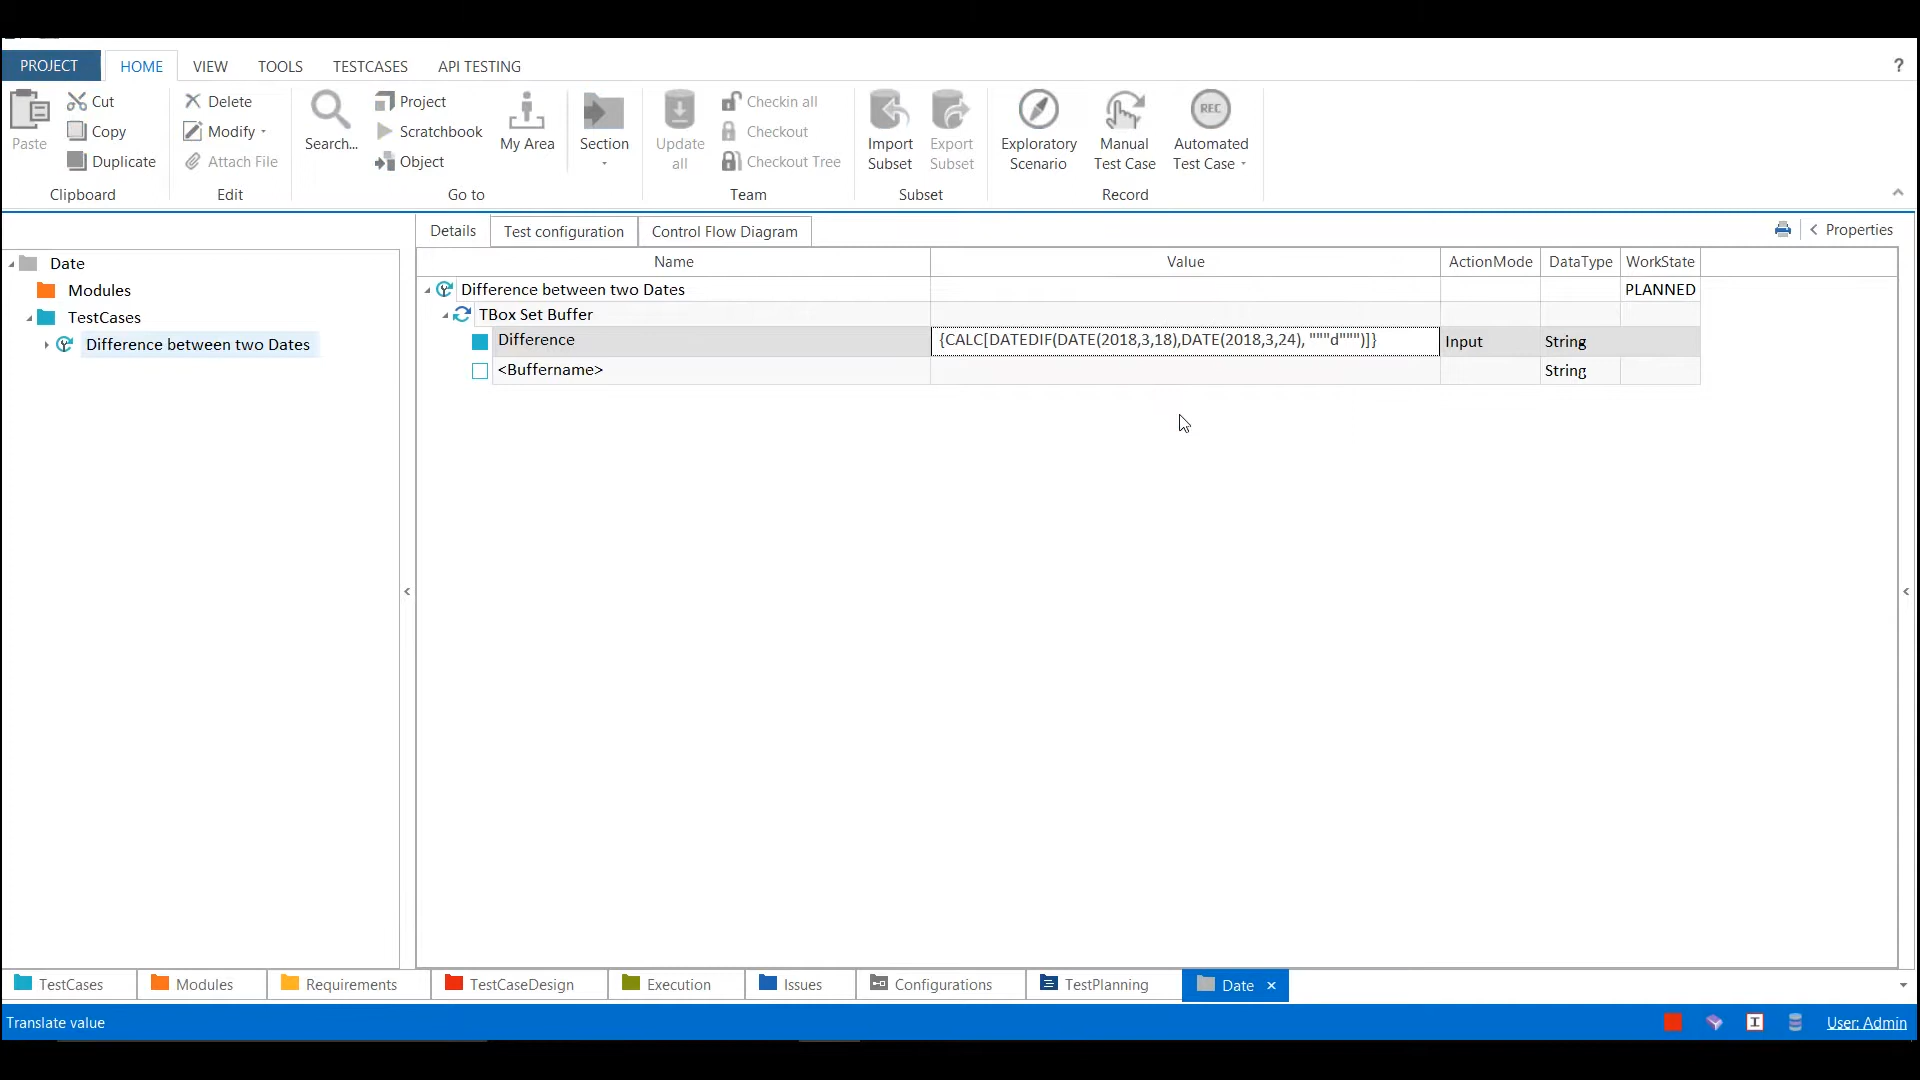 PROJECT HOME VIEW TOOLS TESTCASES API TESTING ?
Paste
Cut
Copy
Duplicate
Clipboard
Delete
Modify
Attach File
Edit
Search...
Project
Scratchbook
Object
My Area
Go to
Section
Update
all
Checkin all
Checkout
Checkout Tree
Team
Import
Subset
Export
Subset
Subset
Exploratory
Scenario
Manual
Test Case
REC
Automated
Test Case
Record
Details Test configuration Control Flow Diagram < Properties
Date
Modules
TestCases
Difference between two Dates
Name Value ActionMode DataType WorkState
Difference between two Dates PLANNED
TBox Set Buffer
Difference {CALC[DATEDIF(DATE(2018,3,18),DATE(2018,3,24), """d""")]} Input String
<Buffername> String
TestCases Modules Requirements TestCaseDesign Execution Issues Configurations TestPlanning Date ×
Translate value User: Admin